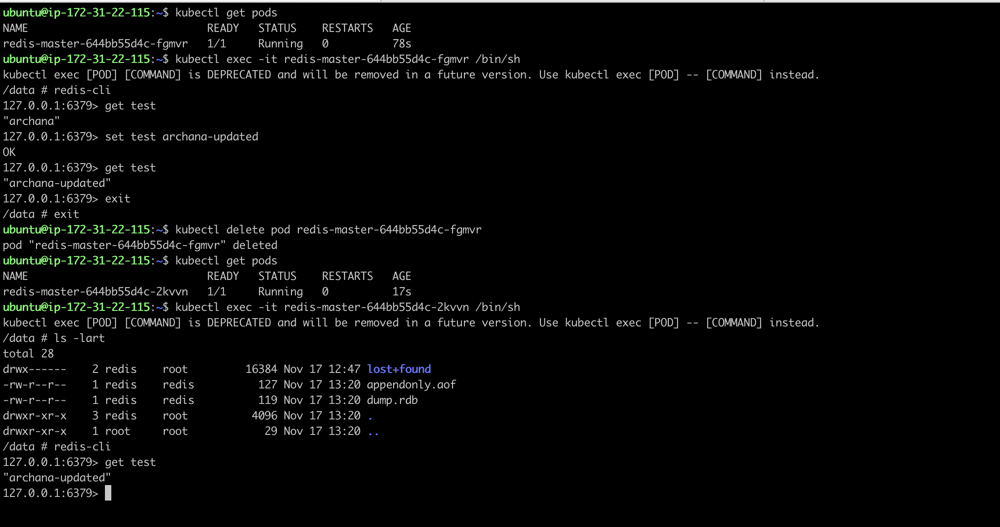 ubuntu@ip-172-31-22-115:~$ kubectl get pods
NAME                            READY   STATUS    RESTARTS   AGE
redis-master-644bb55d4c-fgmvr   1/1     Running   0          78s
ubuntu@ip-172-31-22-115:~$ kubectl exec -it redis-master-644bb55d4c-fgmvr /bin/sh
kubectl exec [POD] [COMMAND] is DEPRECATED and will be removed in a future version. Use kubectl exec [POD] -- [COMMAND] instead.
/data # redis-cli
127.0.0.1:6379> get test
"archana"
127.0.0.1:6379> set test archana-updated
OK
127.0.0.1:6379> get test
"archana-updated"
127.0.0.1:6379> exit
/data # exit
ubuntu@ip-172-31-22-115:~$ kubectl delete pod redis-master-644bb55d4c-fgmvr
pod "redis-master-644bb55d4c-fgmvr" deleted
ubuntu@ip-172-31-22-115:~$ kubectl get pods
NAME                            READY   STATUS    RESTARTS   AGE
redis-master-644bb55d4c-2kvvn   1/1     Running   0          17s
ubuntu@ip-172-31-22-115:~$ kubectl exec -it redis-master-644bb55d4c-2kvvn /bin/sh
kubectl exec [POD] [COMMAND] is DEPRECATED and will be removed in a future version. Use kubectl exec [POD] -- [COMMAND] instead.
/data # ls -lart
total 28
drwx------    2 redis    root         16384 Nov 17 12:47 lost+found
-rw-r--r--    1 redis    redis          127 Nov 17 13:20 appendonly.aof
-rw-r--r--    1 redis    redis          119 Nov 17 13:20 dump.rdb
drwxr-xr-x    3 redis    root          4096 Nov 17 13:20 .
drwxr-xr-x    1 root     root            29 Nov 17 13:20 ..
/data # redis-cli
127.0.0.1:6379> get test
"archana-updated"
127.0.0.1:6379>